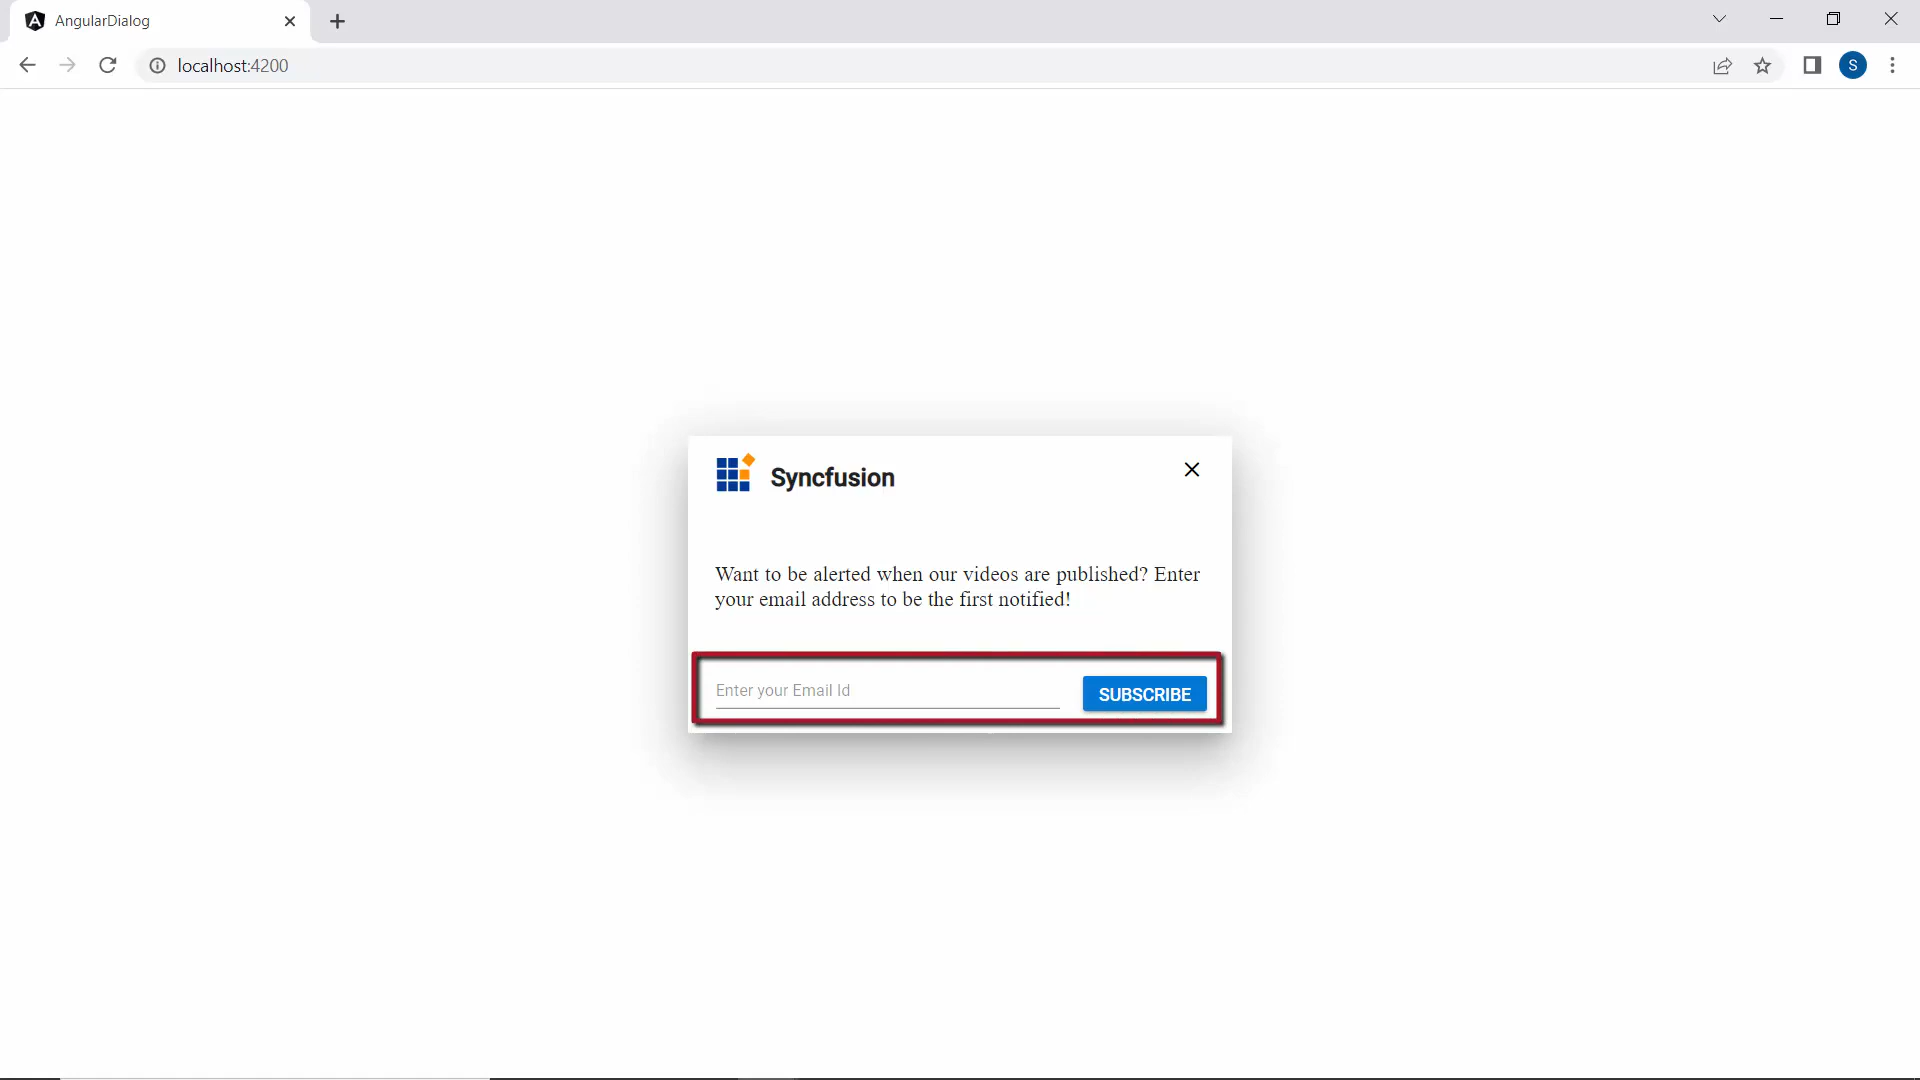 AngularDialog
localhost:4200
S
Syncfusion
Want to be alerted when our videos are published? Enter
your email address to be the first notified!
Enter your Email Id
SUBSCRIBE